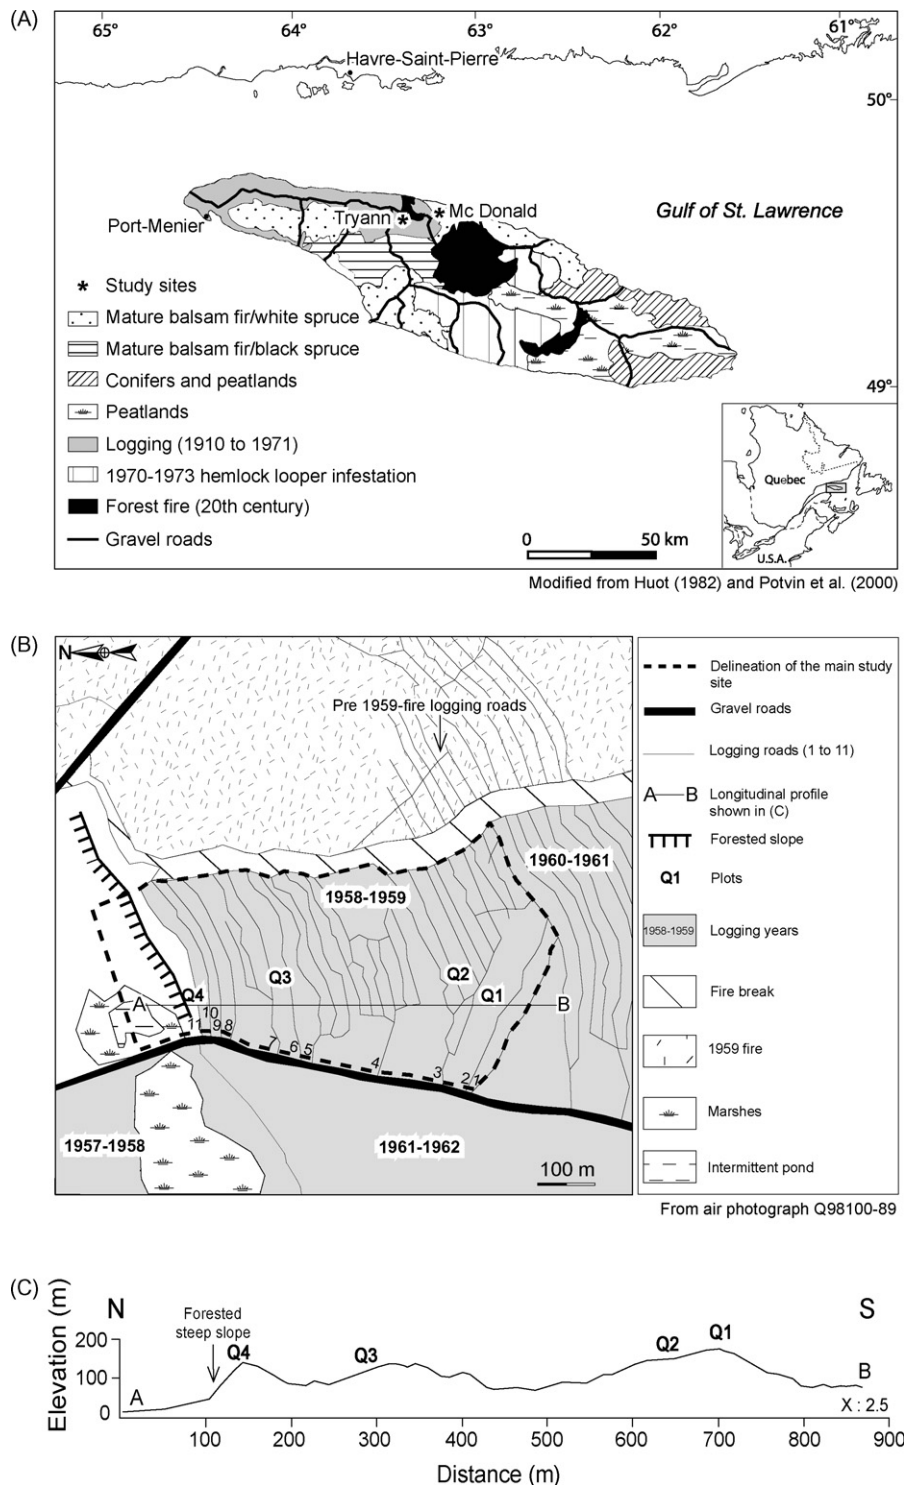 (A)
65°
64°
63°
62°
61°
Havre-Saint-Pierre
50°
Port-Menier
Tryann *
* Mc Donald
Gulf of St. Lawrence
* Study sites
Mature balsam fir/white spruce
Mature balsam fir/black spruce
Conifers and peatlands
Peatlands
Logging (1910 to 1971)
1970-1973 hemlock looper infestation
Forest fire (20th century)
Gravel roads
49°
Quebec
U.S.A.
0 50 km
Modified from Huot (1982) and Potvin et al. (2000)
(B)
N
Pre 1959-fire logging roads
1960-1961
1958-1959
Q3
Q2
Q4
Q1
A
B
10
11 9 8
7 6 5
4
3 2 1
1957-1958
1961-1962
100 m
Delineation of the main study
site
Gravel roads
Logging roads (1 to 11)
A B Longitudinal profile
shown in (C)
Forested slope
Q1 Plots
1958-1959 Logging years
Fire break
1959 fire
Marshes
Intermittent pond
From air photograph Q98100-89
(C)
Elevation (m)
N
S
Forested
steep slope
200
100
0
A
Q4
Q3
Q2
Q1
B
X : 2.5
100 200 300 400 500 600 700 800 900
Distance (m)